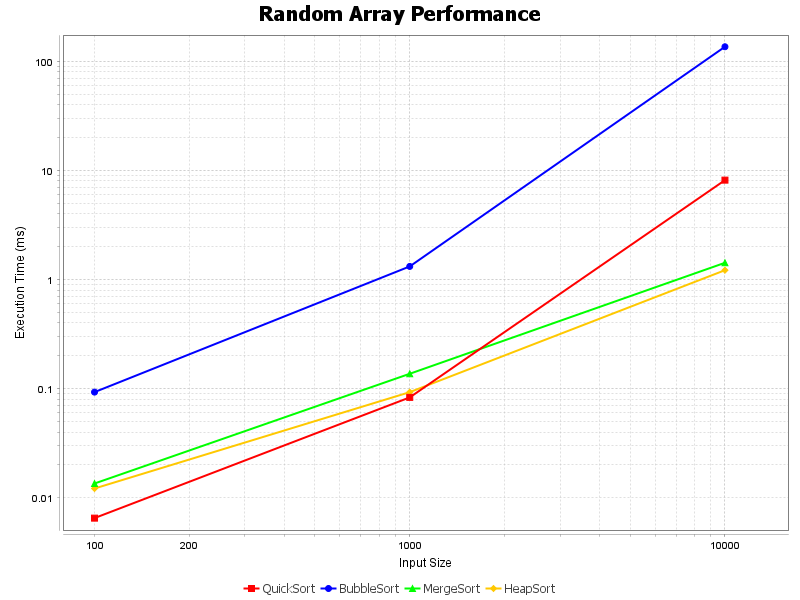 Random Array Performance
Execution Time (ms)
100
10
1
0.1
0.01
100 200 1000 10000
Input Size
QuickSort BubbleSort MergeSort HeapSort